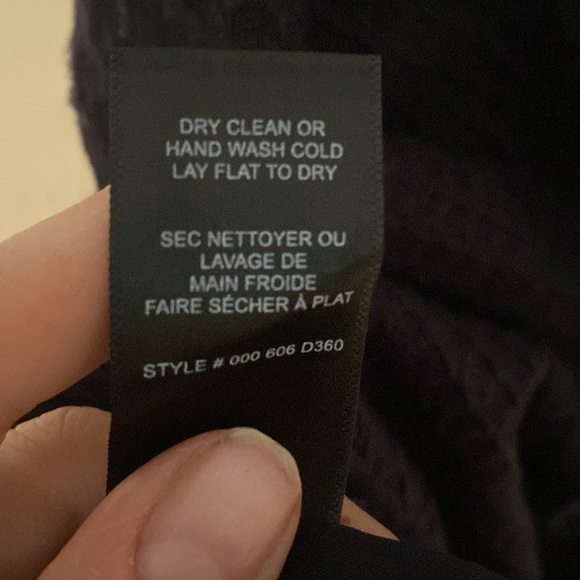 DRY CLEAN OR
HAND WASH COLD
LAY FLAT TO DRY
SEC NETTOYER OU
LAVAGE DE
MAIN FROIDE
FAIRE SÉCHER À PLAT
STYLE # 000 606 D360